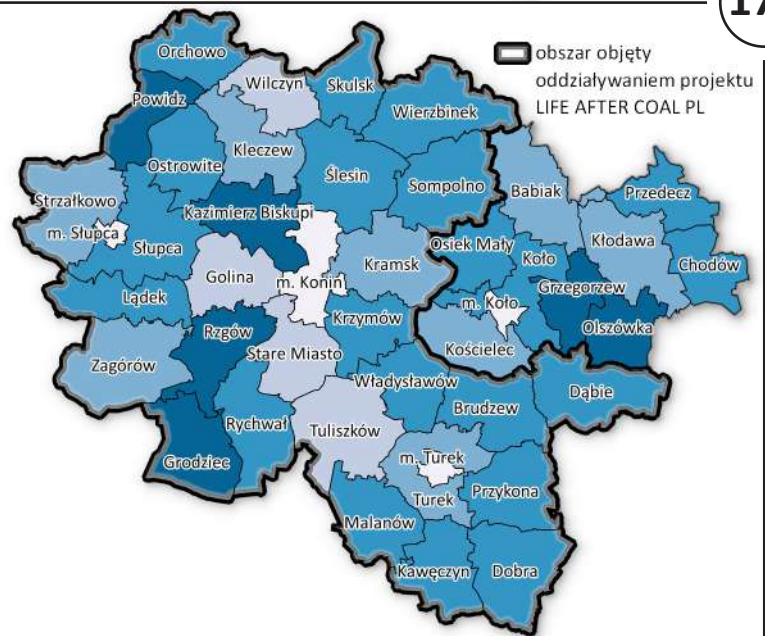 17
obszar objęty
oddziaływaniem projektu
LIFE AFTER COAL PL
Orchowo
Wilczyn
Skulsk
Powidz
Wierzbinek
Kleczew
Ostrowite
Ślesin
Sompolno
Babiak
Przedecz
Strzałkowo
Kazimierz Biskupi
m. Słupca
Słupca
Osiek Mały
Kłodawa
Kramsk
Koło
Chodów
Golina
m. Konin
Grzegorzew
Lądek
m. Koło
Olszówka
Krzymów
Rzgów
Kościelec
Zagórów
Stare Miasto
Władysławów
Dąbie
Brudzew
Rychwał
Tuliszków
m. Turek
Grodziec
Przykona
Turek
Malanów
Kawęczyn
Dobra